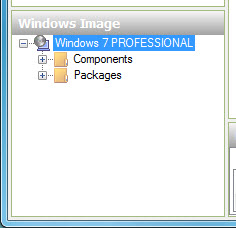 Windows Image
Windows 7 PROFESSIONAL
Components
Packages